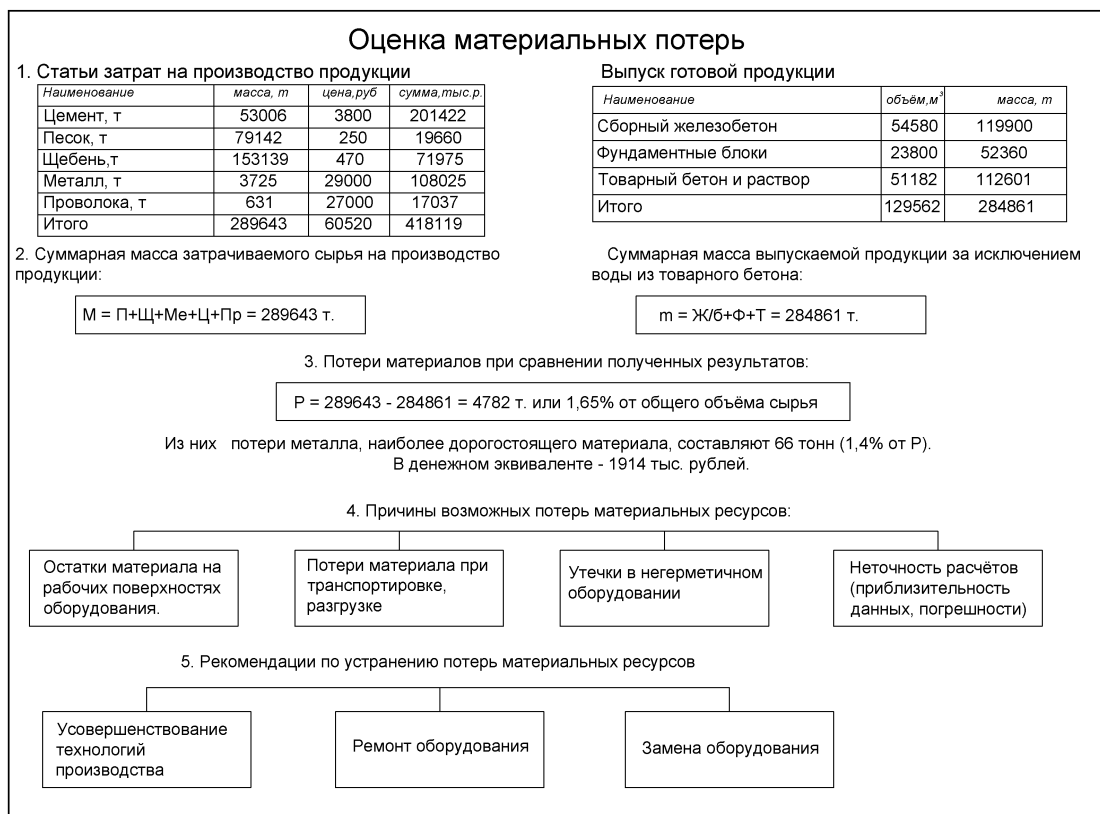 Оценка материальных потерь
1. Статьи затрат на производство продукции
Наименование масса, т цена,руб сумма,тыс.р.
Цемент, т 53006 3800 201422
Песок, т 79142 250 19660
Щебень,т 153139 470 71975
Металл, т 3725 29000 108025
Проволока, т 631 27000 17037
Итого 289643 60520 418119
Выпуск готовой продукции
Наименование объём,м³ масса, т
Сборный железобетон 54580 119900
Фундаментные блоки 23800 52360
Товарный бетон и раствор 51182 112601
Итого 129562 284861
2. Суммарная масса затрачиваемого сырья на производство
продукции:
М = П+Щ+Ме+Ц+Пр = 289643 т.
Суммарная масса выпускаемой продукции за исключением
воды из товарного бетона:
m = Ж/б+Ф+Т = 284861 т.
3. Потери материалов при сравнении полученных результатов:
Р = 289643 - 284861 = 4782 т. или 1,65% от общего объёма сырья
Из них потери металла, наиболее дорогостоящего материала, составляют 66 тонн (1,4% от Р).
В денежном эквиваленте - 1914 тыс. рублей.
4. Причины возможных потерь материальных ресурсов:
Остатки материала на
рабочих поверхностях
оборудования.
Потери материала при
транспортировке,
разгрузке
Утечки в негерметичном
оборудовании
Неточность расчётов
(приблизительность
данных, погрешности)
5. Рекомендации по устранению потерь материальных ресурсов
Усовершенствование
технологий
производства
Ремонт оборудования
Замена оборудования